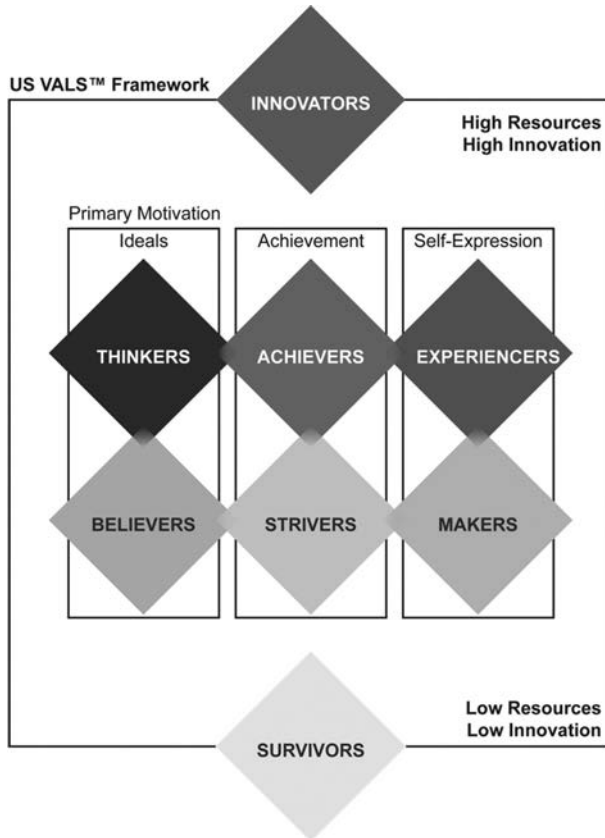 US VALS™ Framework
INNOVATORS
High Resources
High Innovation
Primary Motivation
Ideals
Achievement
Self-Expression
THINKERS
ACHIEVERS
EXPERIENCERS
BELIEVERS
STRIVERS
MAKERS
Low Resources
Low Innovation
SURVIVORS